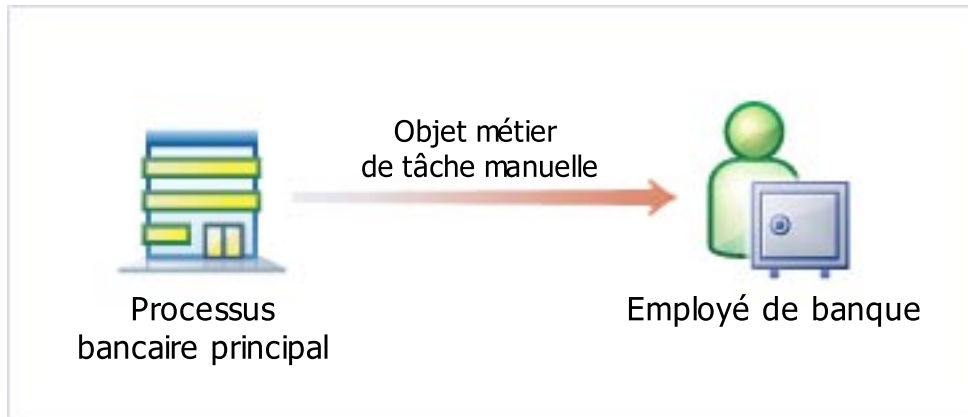 Objet métier
de tâche manuelle
Processus
bancaire principal
Employé de banque